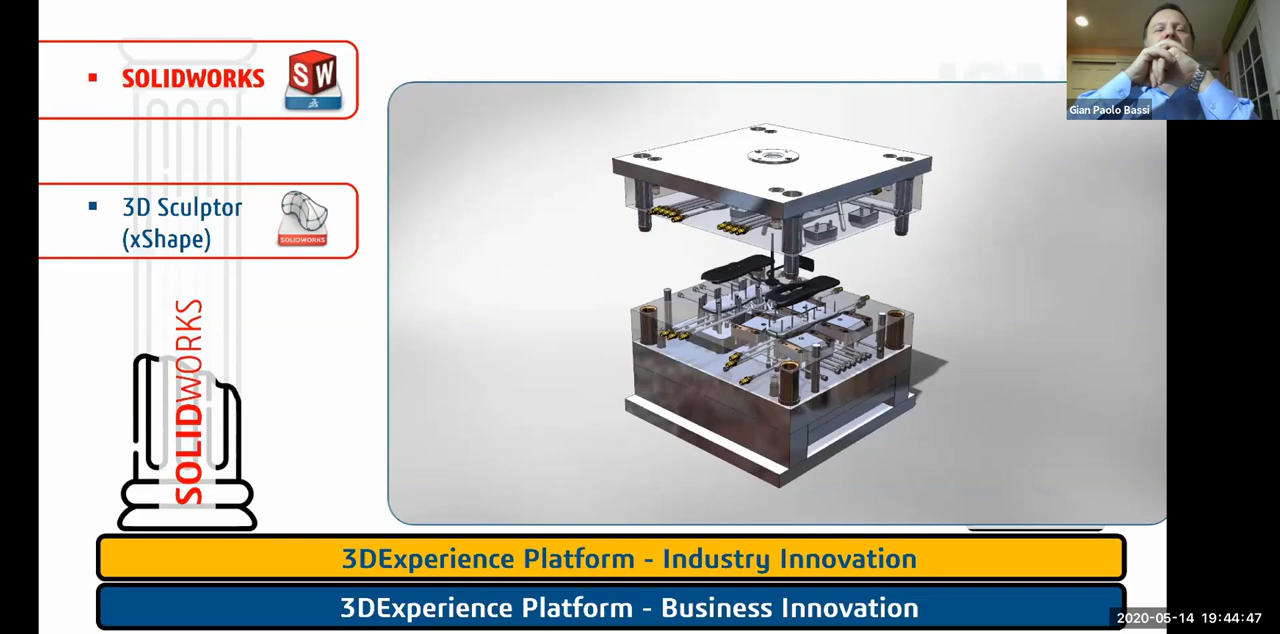 SOLIDWORKS
SW
3D Sculptor
(xShape)
SOLIDWORKS
SOLIDWORKS
Gian Paolo Bassi
3DExperience Platform - Industry Innovation
3DExperience Platform - Business Innovation
2020-05-14 19:44:47